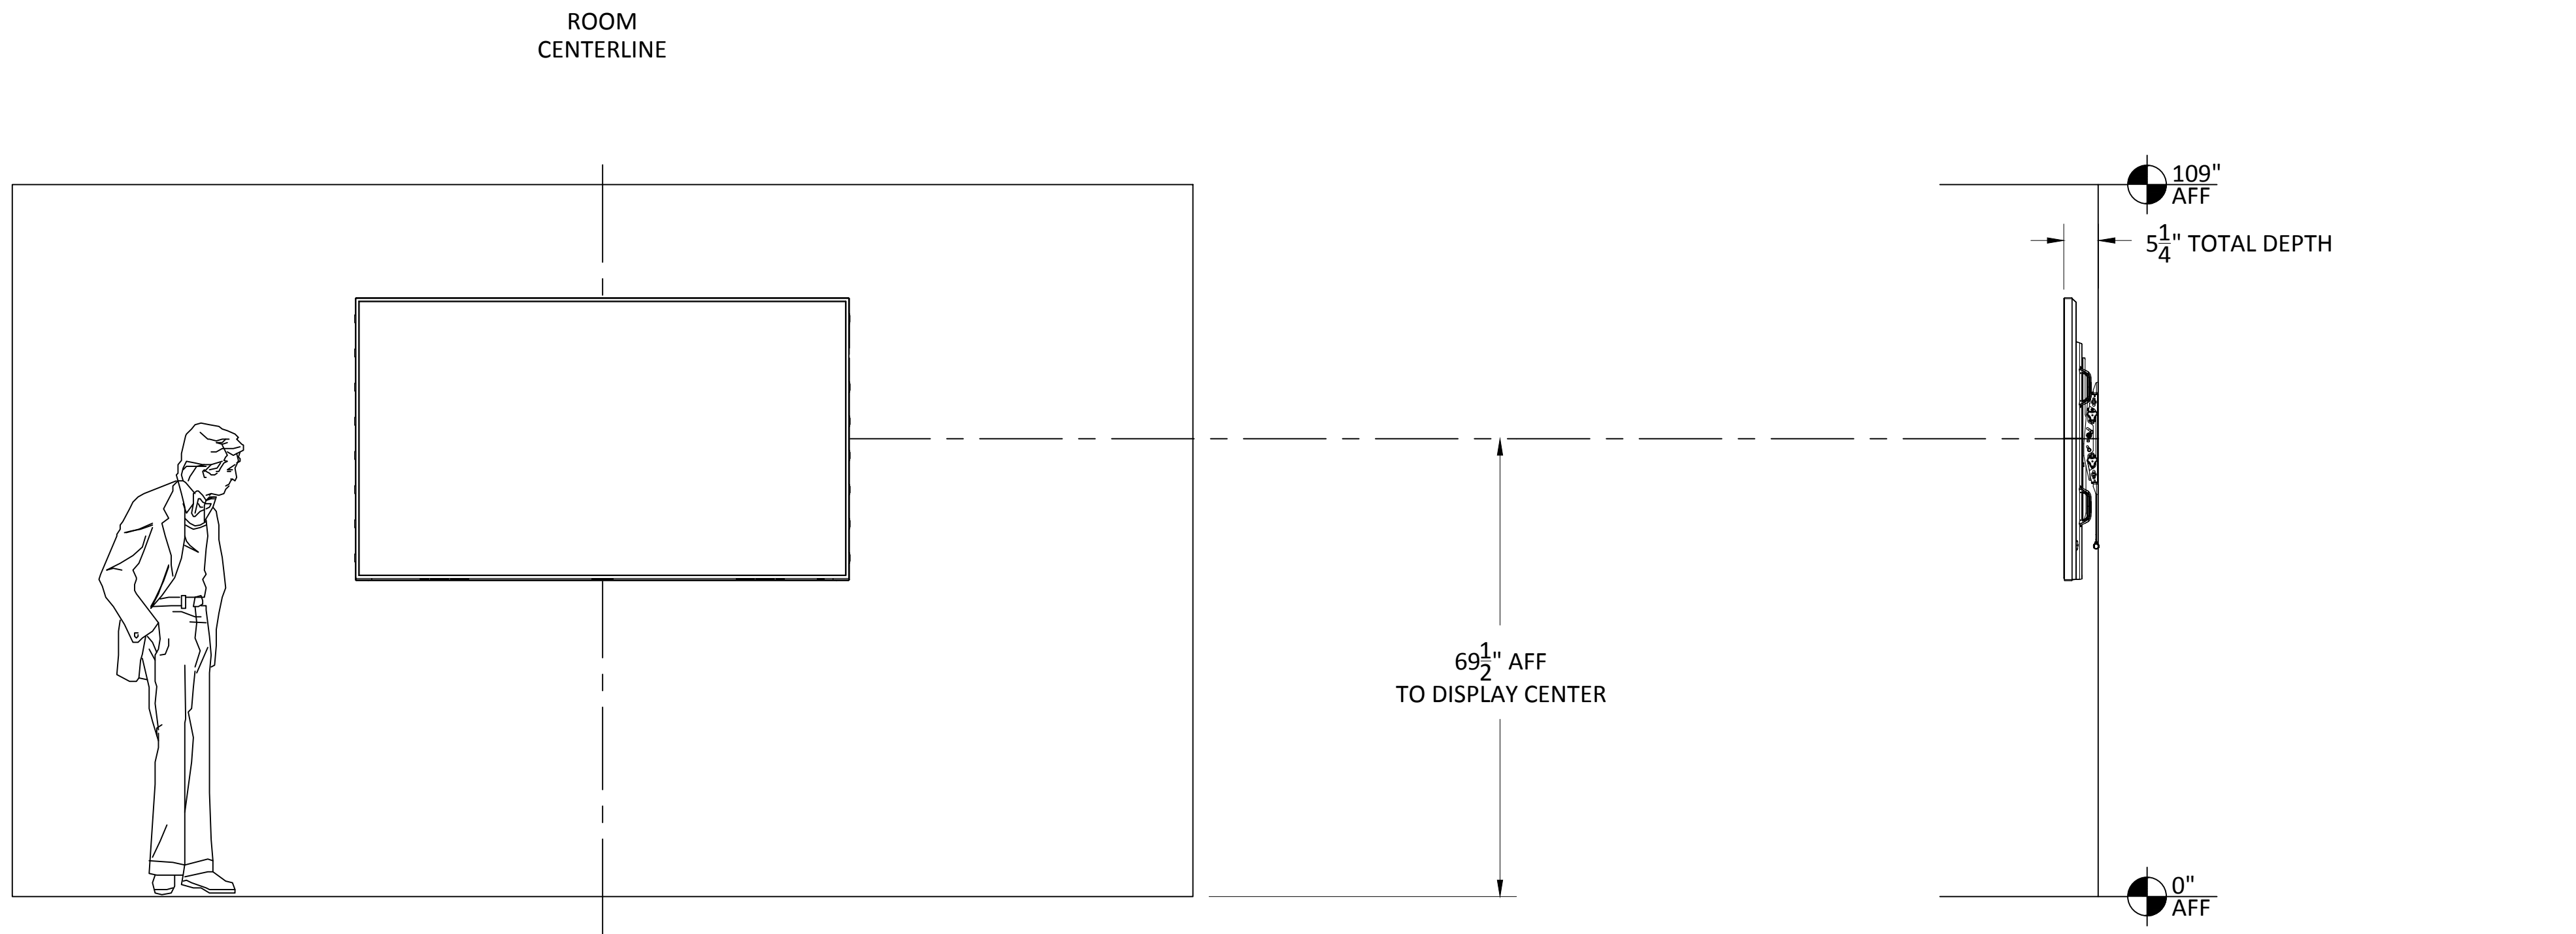 ROOM
CENTERLINE
109"
AFF
5 1/4" TOTAL DEPTH
69 1/2" AFF
TO DISPLAY CENTER
0"
AFF